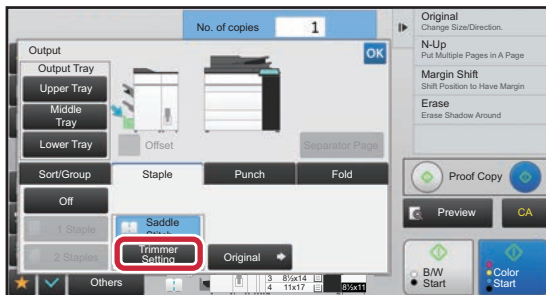 No. of copies 1
Original
Change Size/Direction.
N-Up
Put Multiple Pages in A Page
Margin Shift
Shift Position to Have Margin
Erase
Erase Shadow Around
Output
OK
Output Tray
Upper Tray
Middle
Tray
Lower Tray
Offset
Separator Page
Sort/Group
Staple
Punch
Fold
Off
1 Staple
2 Staples
Saddle
Stitch
Trimmer
Setting
Original
Proof Copy
Preview
CA
Others
3 8½x14
4 11x17
8½x11
B/W
Start
Color
Start